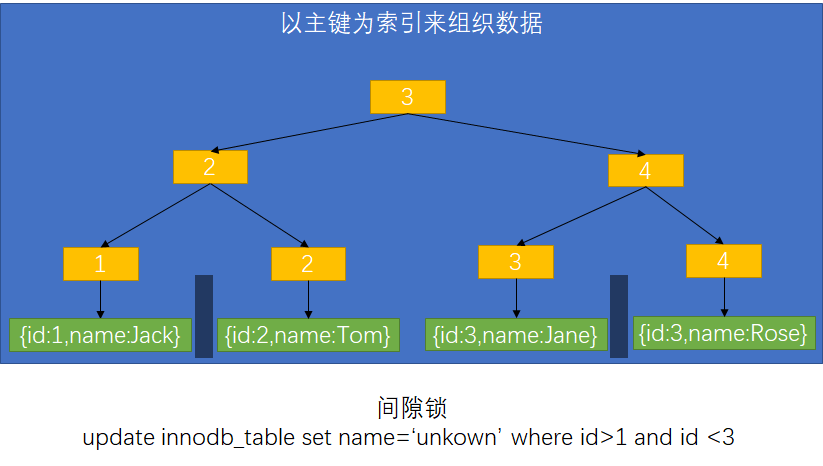 以主键为索引来组织数据
3
2
4
1
2
3
4
{id:1,name:Jack}
{id:2,name:Tom}
{id:3,name:Jane}
{id:3,name:Rose}
间隙锁
update innodb_table set name=‘unkown’ where id>1 and id <3